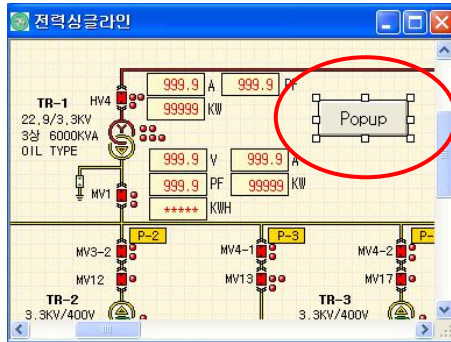 전력싱글라인
999.9 A 999.9 PF
TR-1 HV4 99999 KW
22.9/3.3KV
3상 6000KVA
OIL TYPE
999.9 V 999.9 A
MV1 999.9 PF 99999 KW
***** KWH
P-2 P-3 P-
MV3-2 MV4-1 MV4-2
MV12 MV13 MV17
TR-2 TR-3
3.3KV/400V 3.3KV/400V
Popup